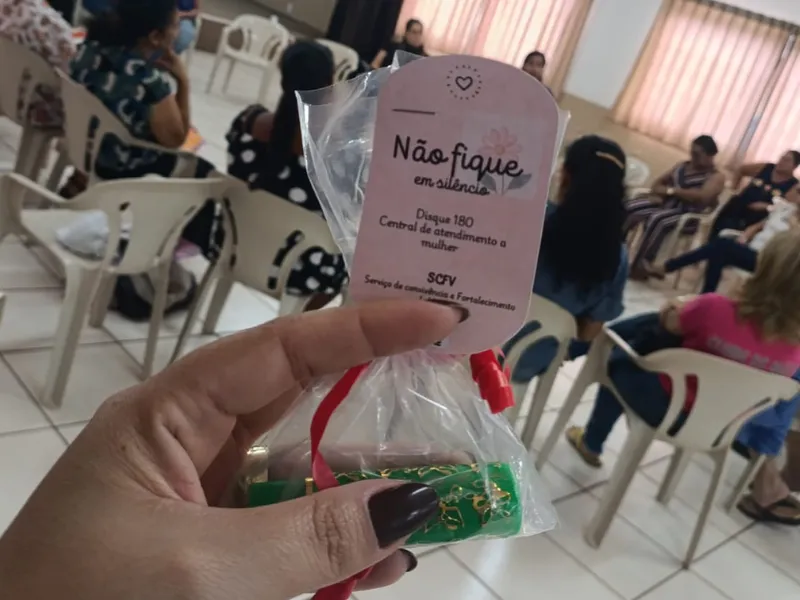 Não fique
em silêncio
Disque 180
Central de atendimento a
mulher
SCFV
Serviço de convivência e Fortalecimento